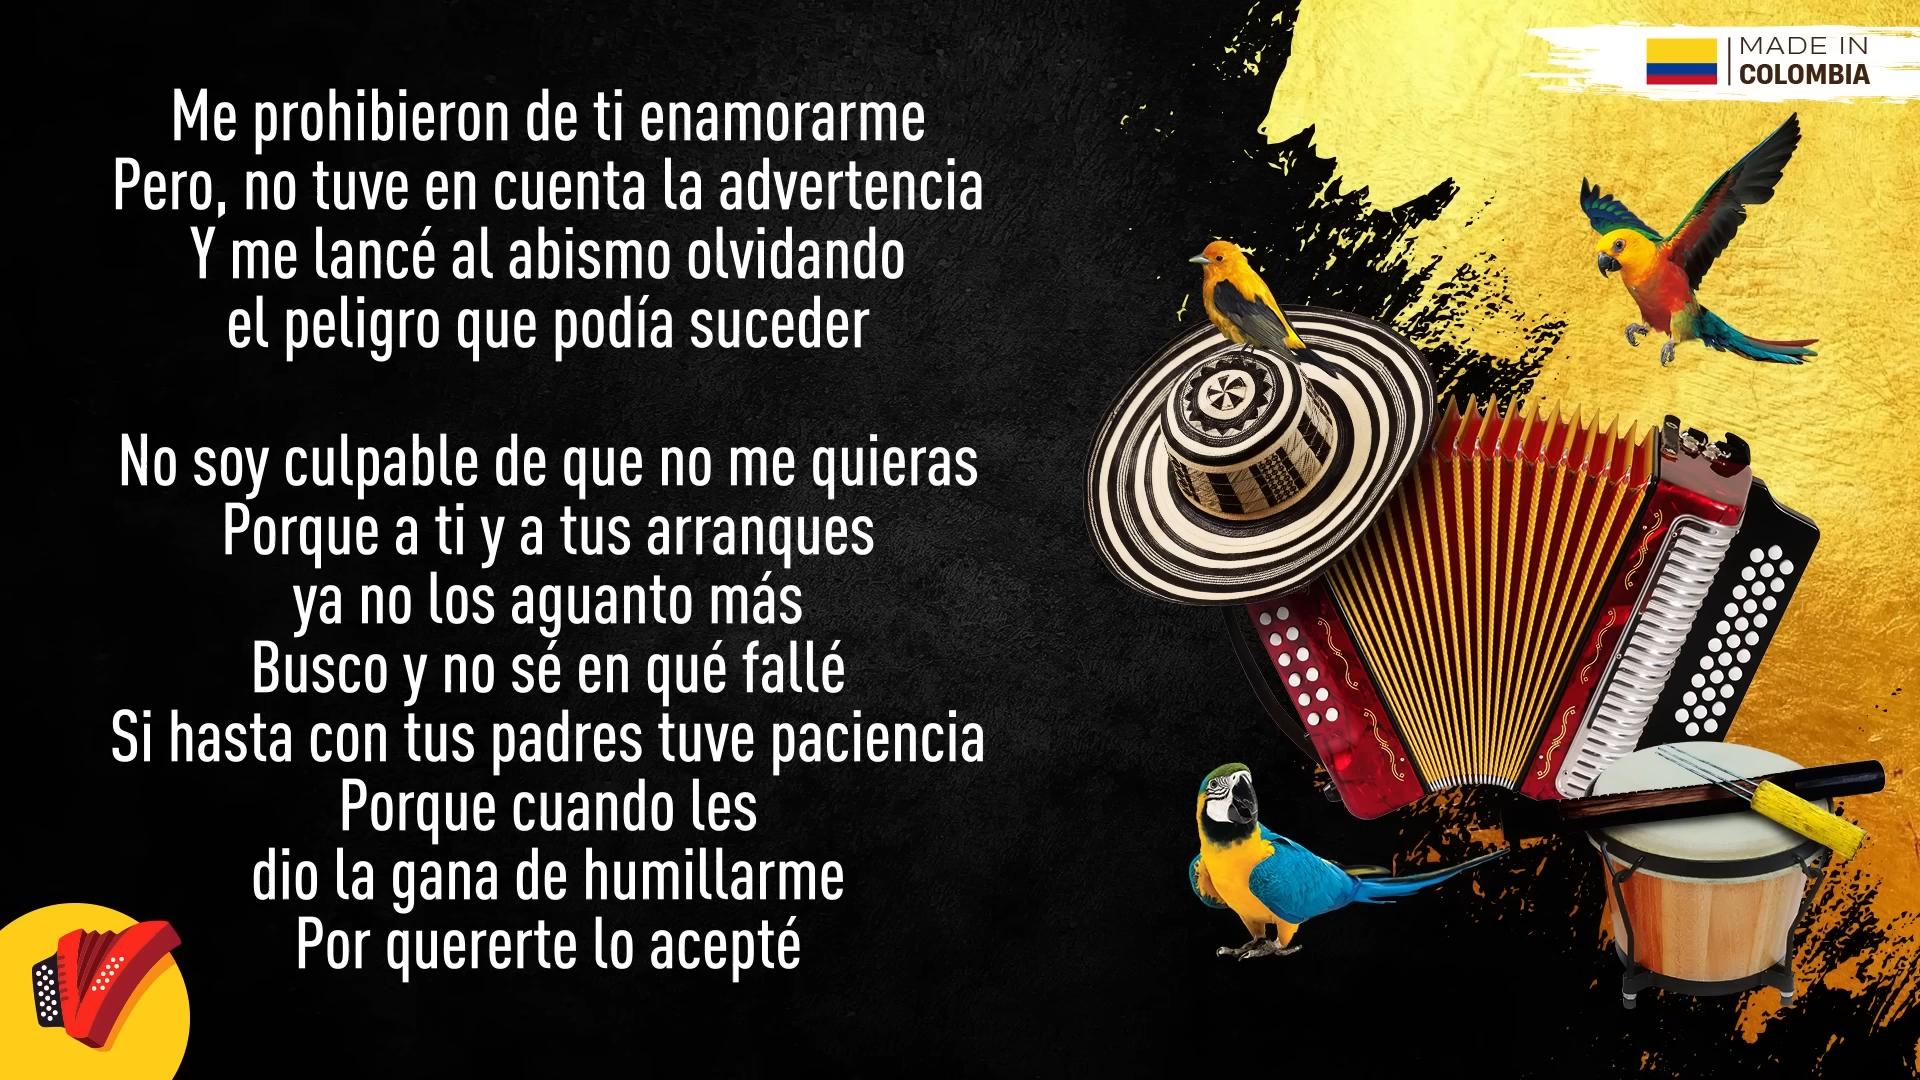 MADE IN
COLOMBIA
Me prohibieron de ti enamorarme
Pero, no tuve en cuenta la advertencia
Y me lancé al abismo olvidando
el peligro que podía suceder
No soy culpable de que no me quieras
Porque a ti y a tus arranques
ya no los aguanto más
Busco y no sé en qué fallé
Si hasta con tus padres tuve paciencia
Porque cuando les
dio la gana de humillarme
Por quererte lo acepté